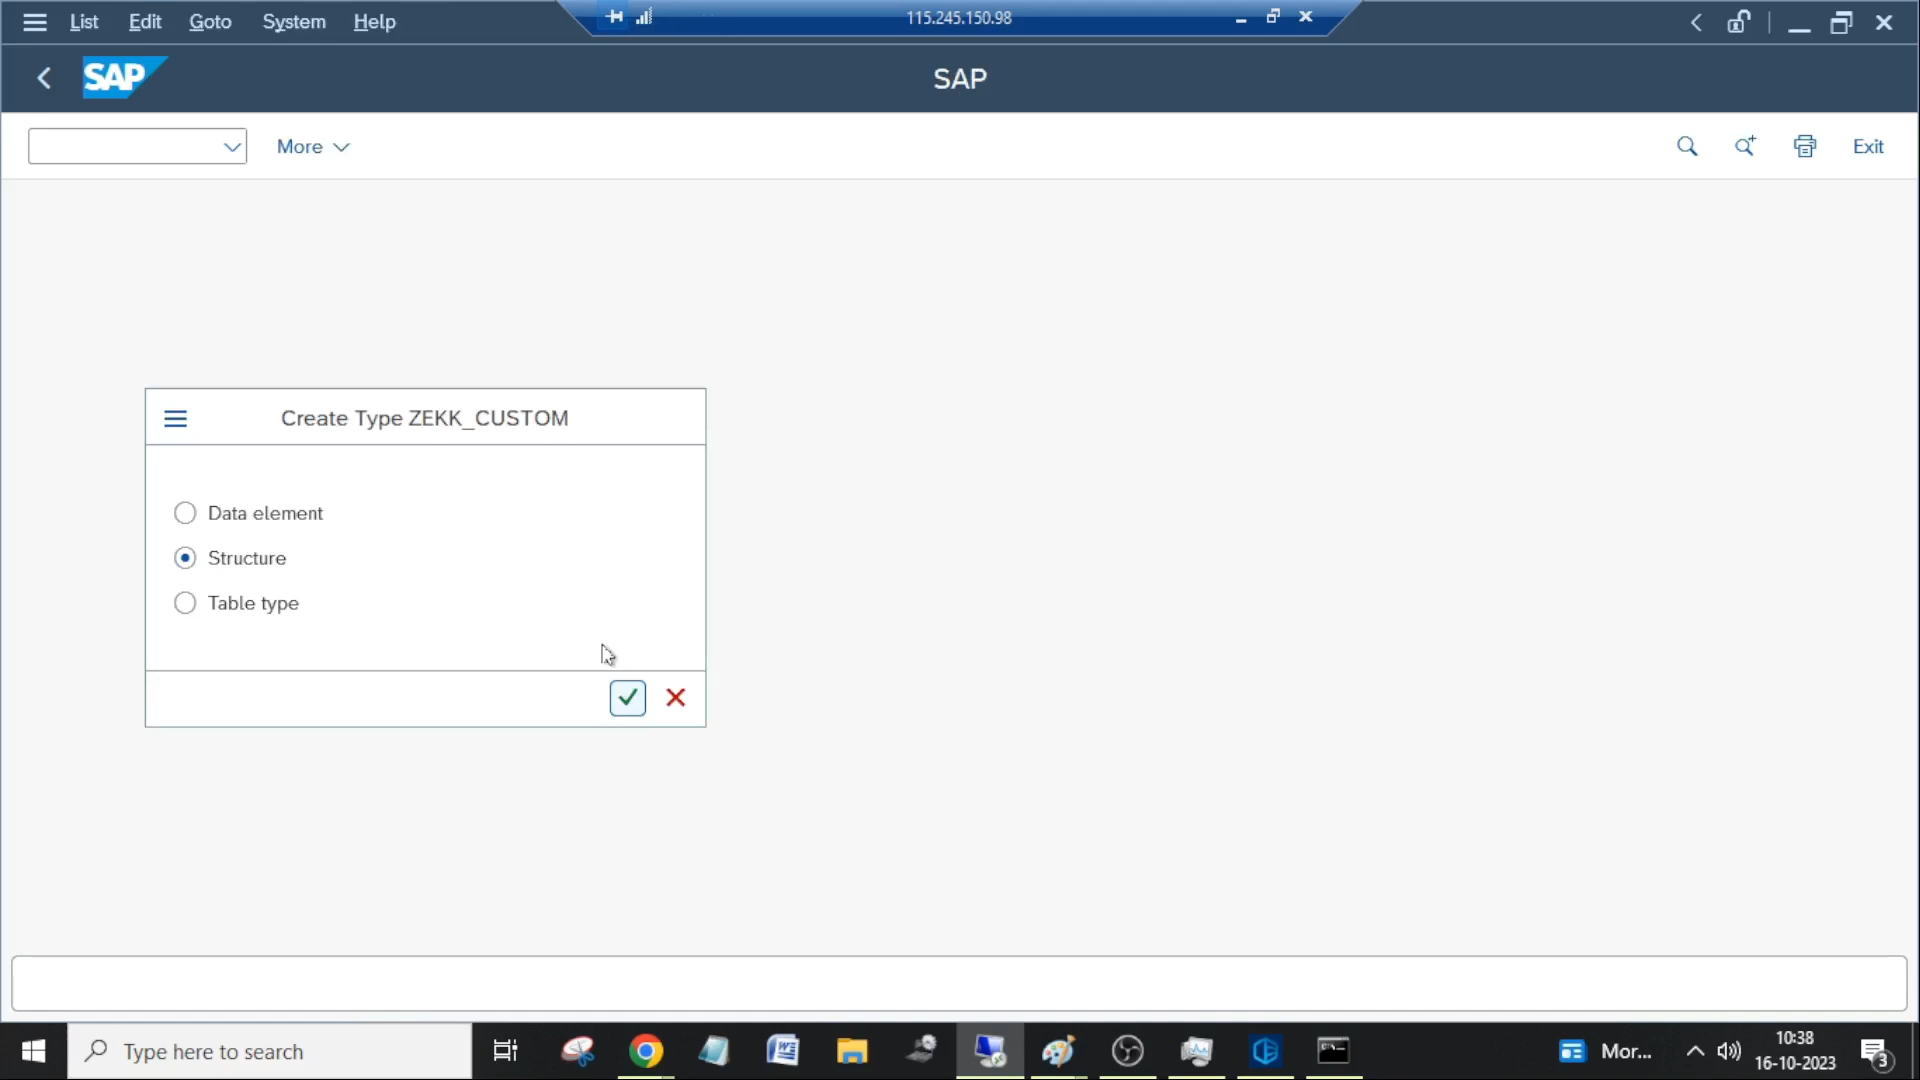 List Edit Goto System Help
115.245.150.98
SAP
SAP
More
Exit
Create Type ZEKK_CUSTOM
Data element
Structure
Table type
Type here to search
Mor...
10:38
16-10-2023
3